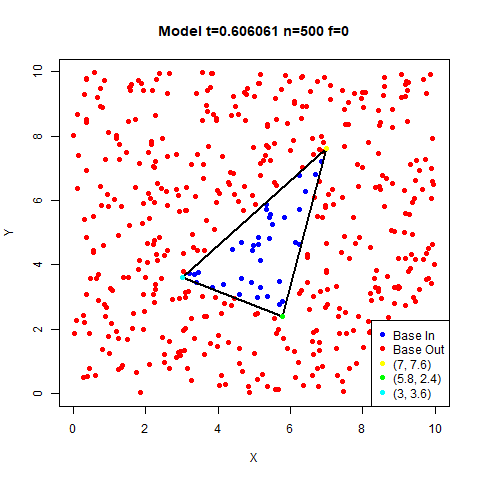 Model t=0.606061 n=500 f=0
Y
10
8
6
4
2
0
Base In
Base Out
(7, 7.6)
(5.8, 2.4)
(3, 3.6)
0 2 4 6 8 10
X